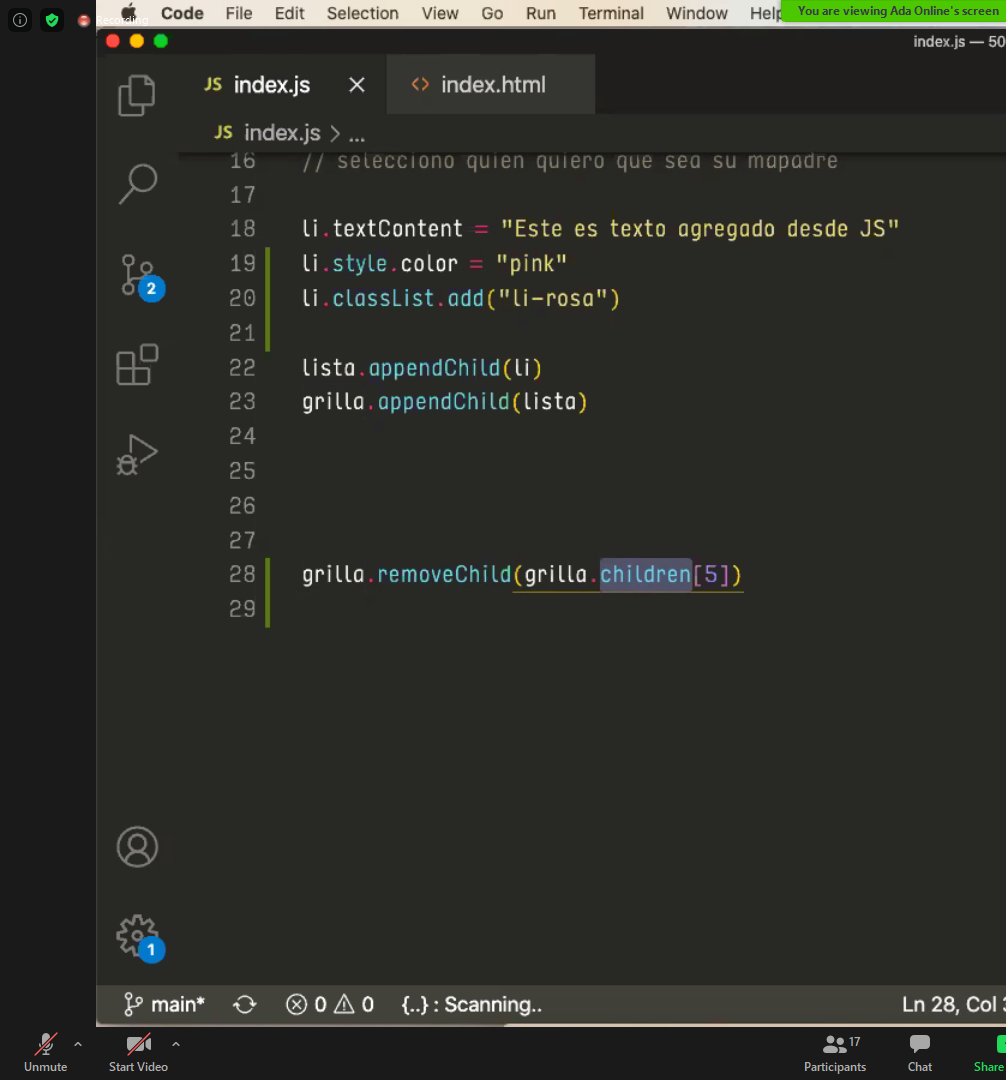 Recording
Code File Edit Selection View Go Run Terminal Window Help
You are viewing Ada Online's screen
index.js — 50
JS index.js
<> index.html
JS index.js > ...
16 // selecciono quien quiero que sea su mapadre
17
18 li.textContent = "Este es texto agregado desde JS"
19 li.style.color = "pink"
20 li.classList.add("li-rosa")
21
22 lista.appendChild(li)
23 grilla.appendChild(lista)
24
25
26
27
28 grilla.removeChild(grilla.children[5])
29
2
1
main* 0 0 {..} : Scanning.. Ln 28, Col 3
Unmute Start Video Participants 17 Chat Share